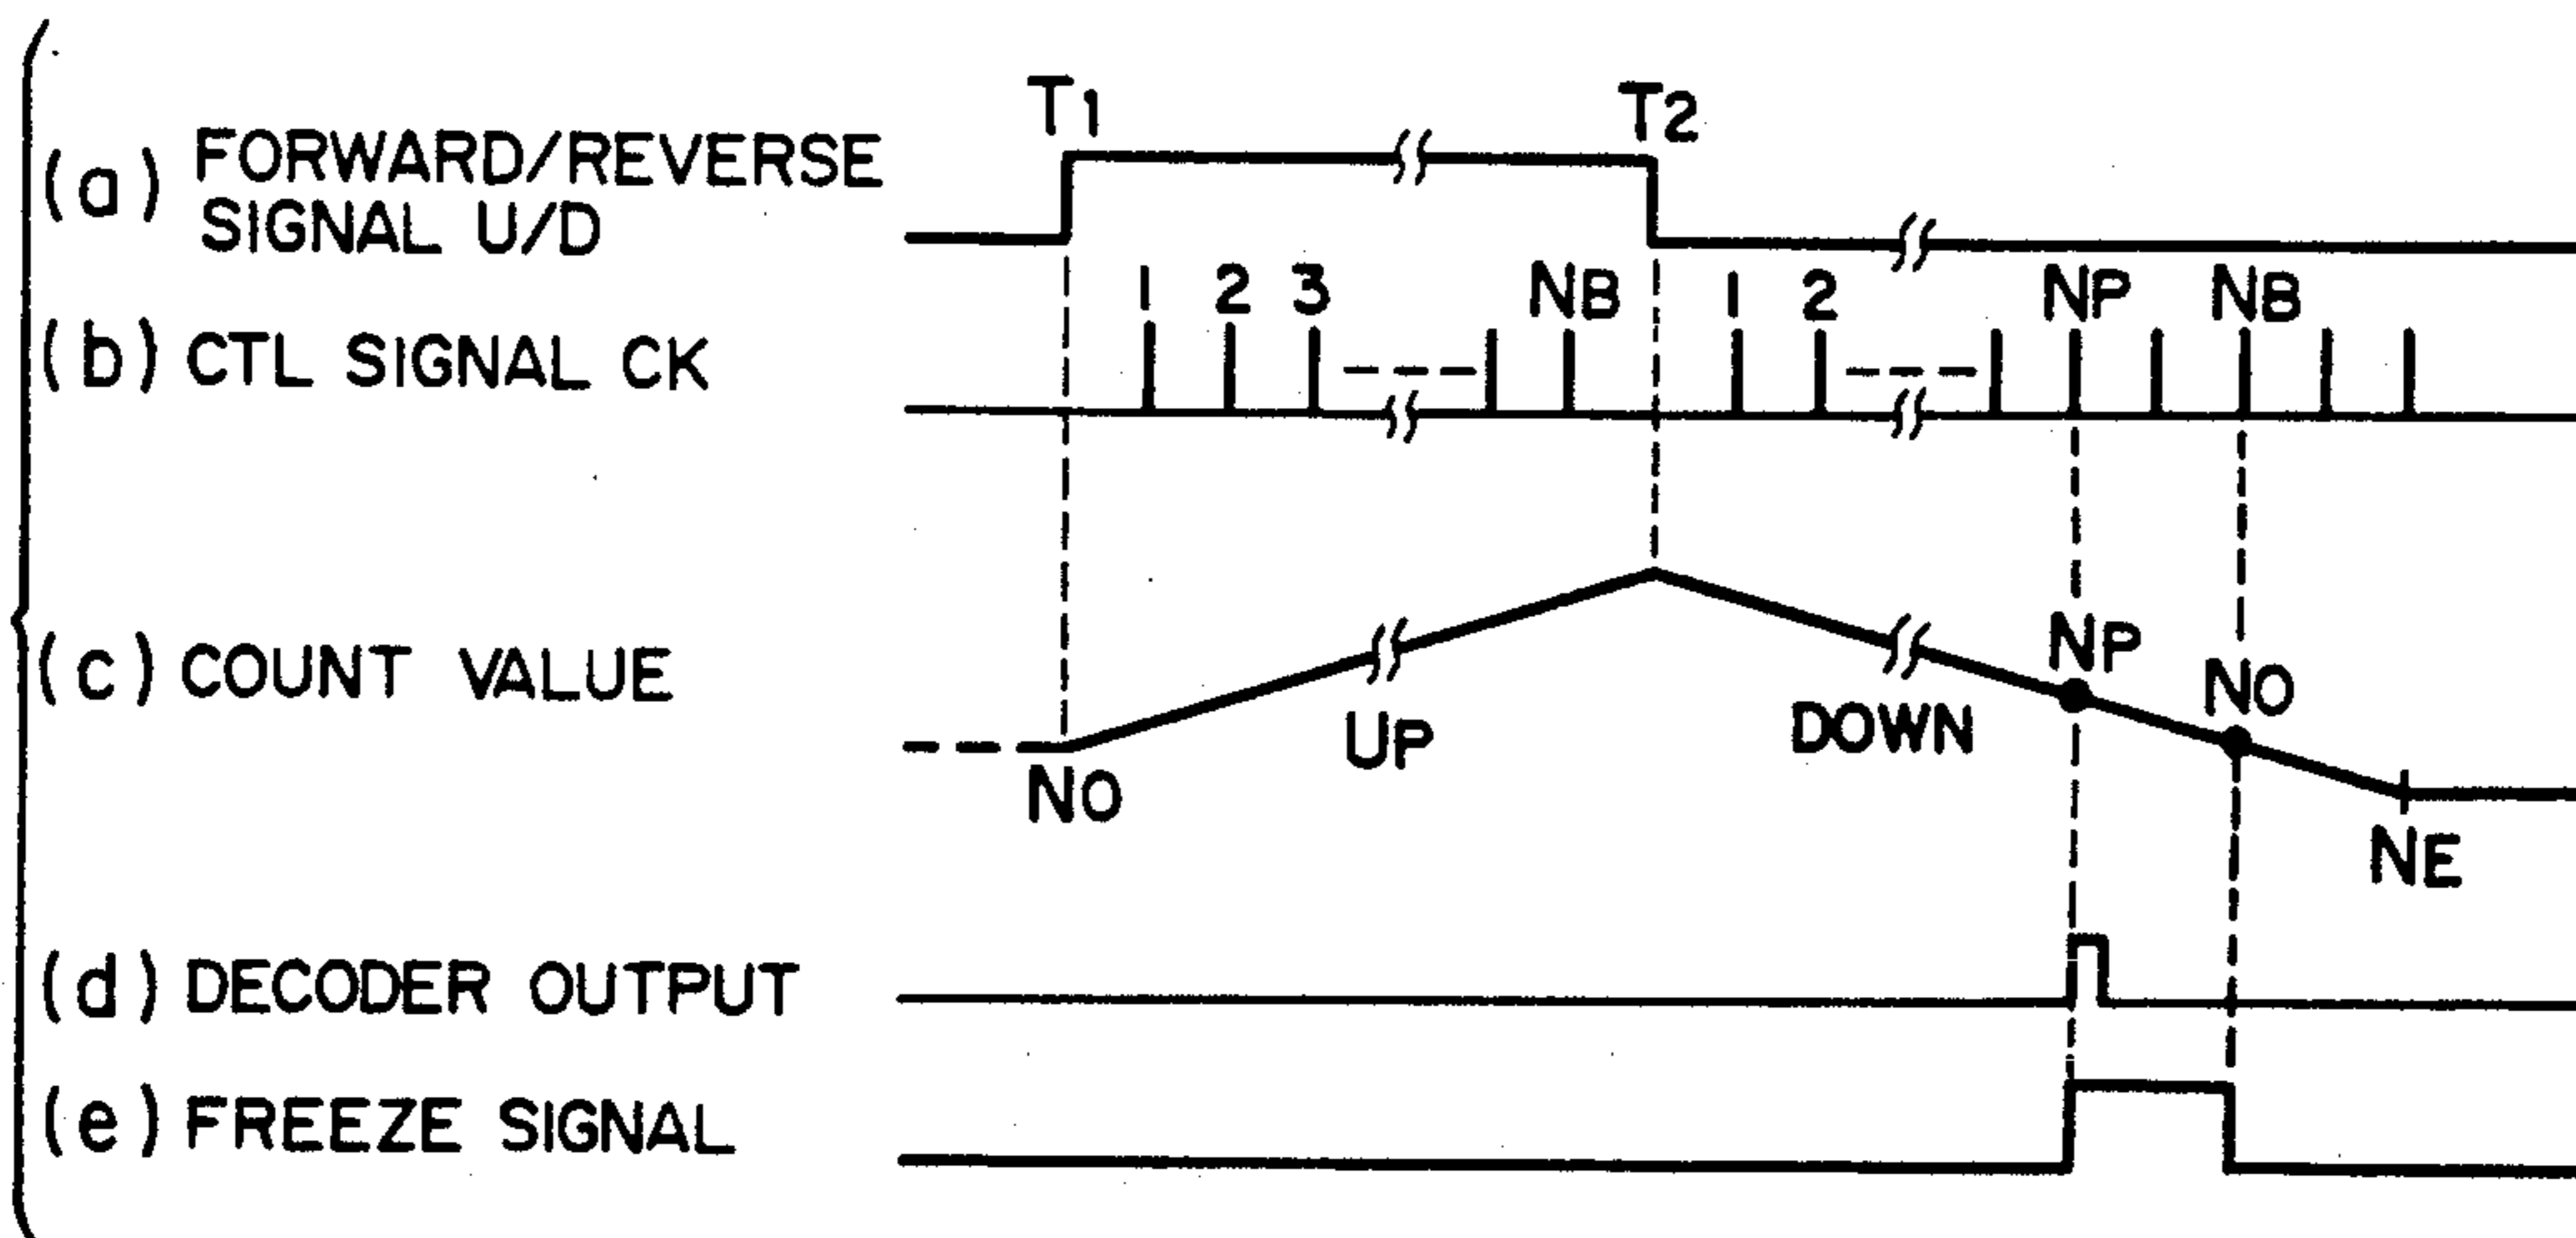 T1 T2
(a) FORWARD/REVERSE
SIGNAL U/D
1 2 3 NB 1 2 NP NB
(b) CTL SIGNAL CK
NP
(c) COUNT VALUE NO
UP DOWN
NO
NE
(d) DECODER OUTPUT
(e) FREEZE SIGNAL